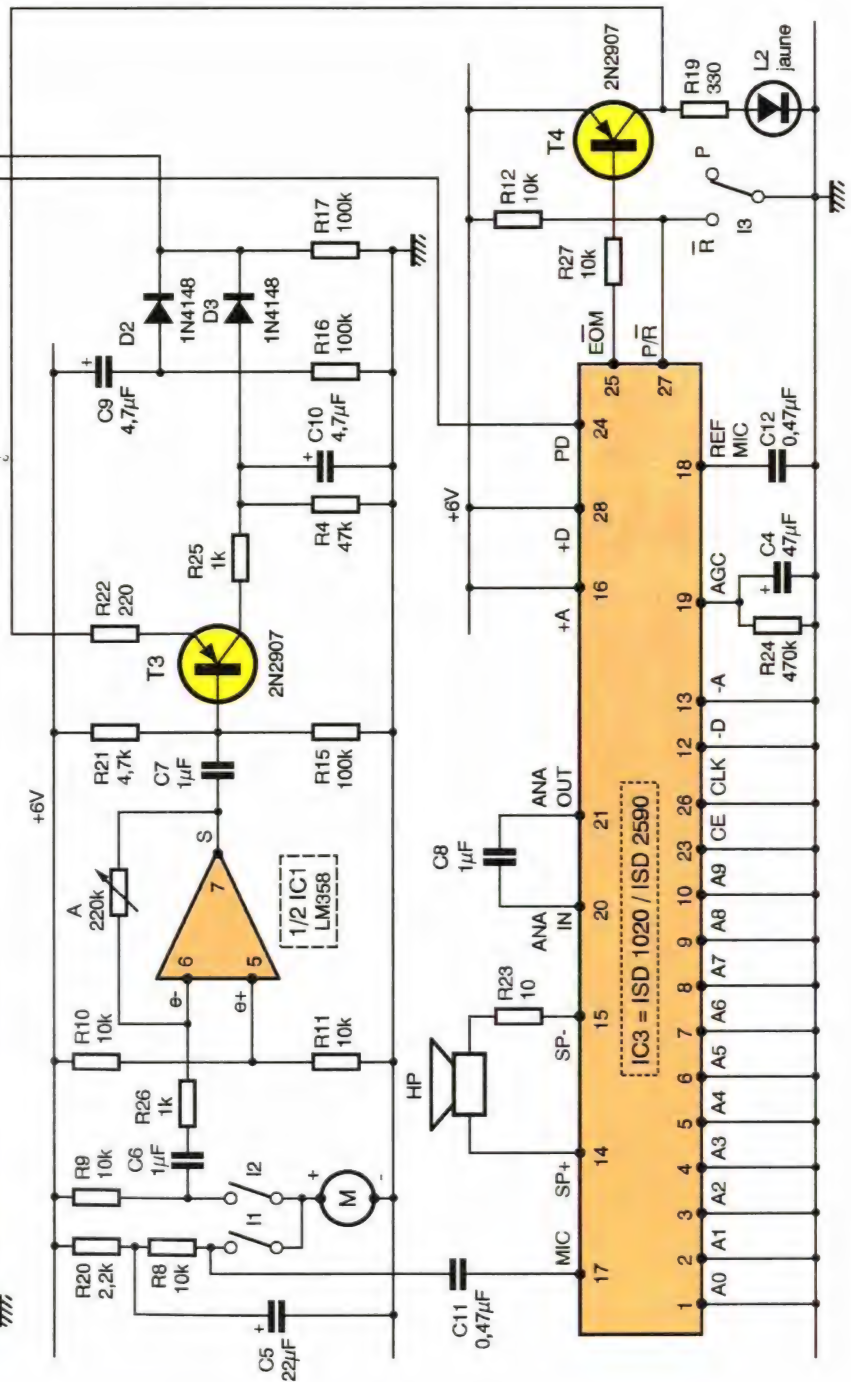 +6V
R20
2,2k
R9
10k
R8
10k
C5
22µF
+
I1
I2
M
+
-
C6
1µF
R26
1k
R10
10k
R11
10k
A
220k
e-
e+
6
5
7
S
1/2 IC1
LM358
R21
4,7k
C7
1µF
R15
100k
T3
2N2907
R22
220
R25
1k
R4
47k
C10
4,7µF
+
C9
4,7µF
+
R16
100k
D2
1N4148
D3
1N4148
R17
100k
C11
0,47µF
HP
R23
10
C8
1µF
+6V
MIC
SP+
SP-
ANA
IN
ANA
OUT
+A
+D
PD
17
14
15
20
21
16
28
24
IC3 = ISD 1020 / ISD 2590
25
27
EOM
P/R
R27
10k
R12
10k
T4
2N2907
R19
330
L2
jaune
R
P
I3
1
2
3
4
5
6
7
8
9
10
23
26
12
13
19
18
A0
A1
A2
A3
A4
A5
A6
A7
A8
A9
CE
CLK
-D
-A
AGC
REF
MIC
R24
470k
C4
47µF
+
C12
0,47µF